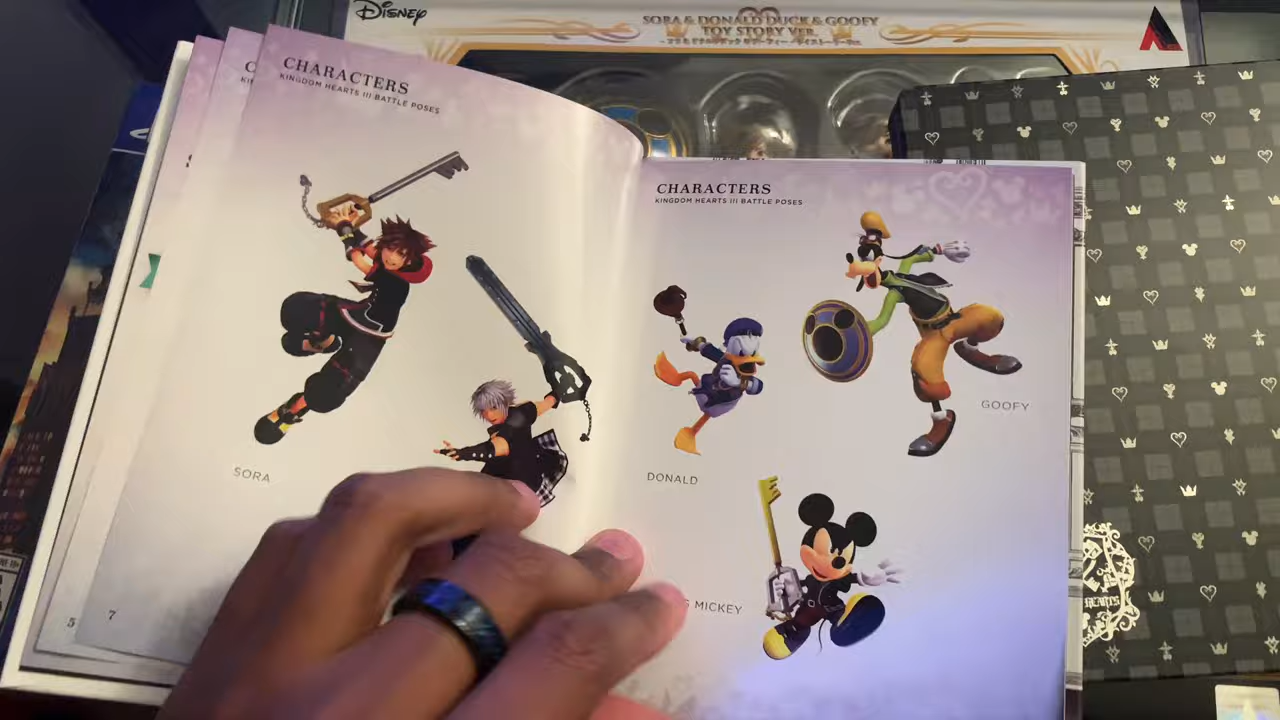 Disney
SORA & DONALD DUCK & GOOFY
TOY STORY VER.
CHARACTERS
KINGDOM HEARTS III BATTLE POSES
SORA
5
7
CHARACTERS
KINGDOM HEARTS III BATTLE POSES
DONALD
GOOFY
MICKEY
HEARTS